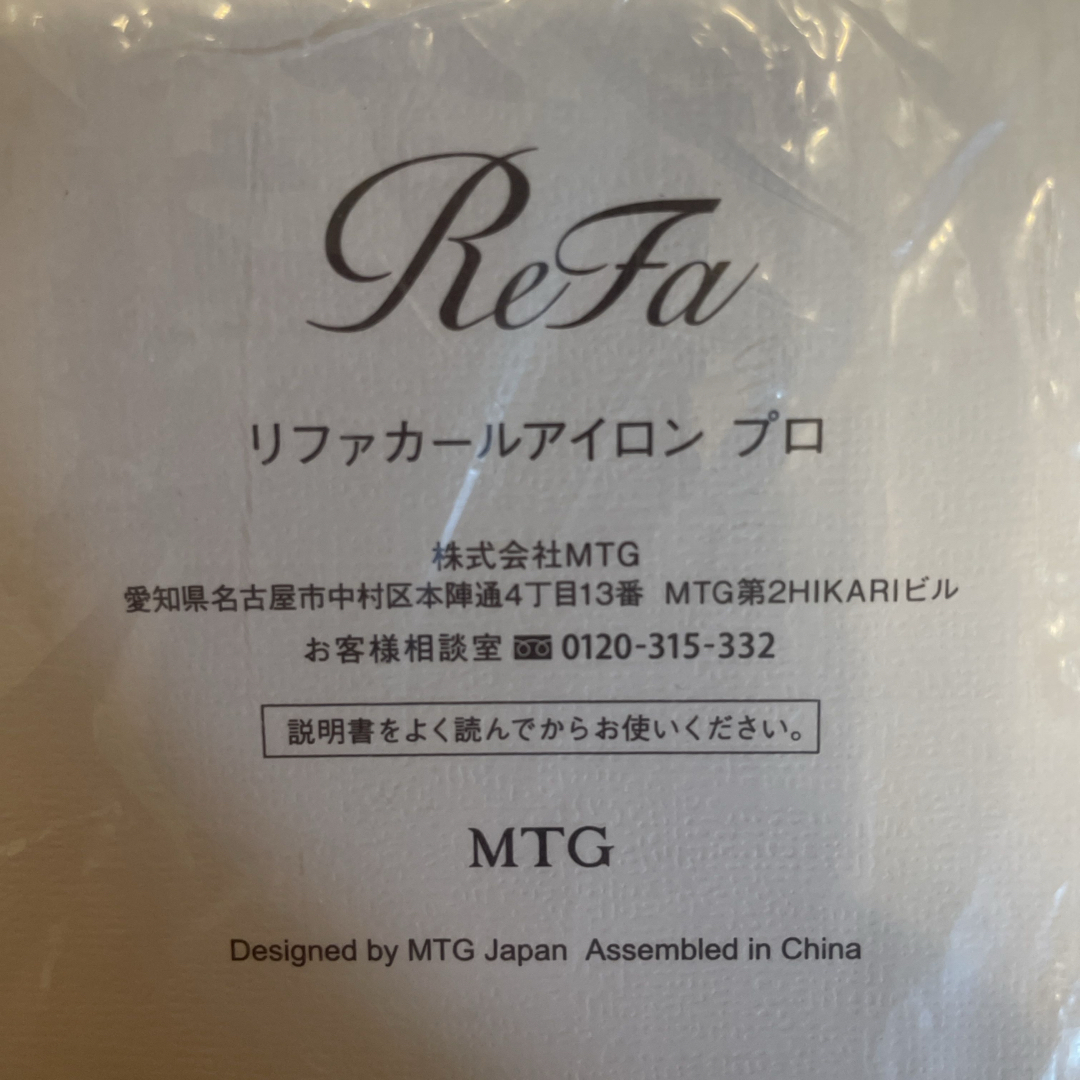 ReFa
リファカールアイロン プロ
株式会社MTG
愛知県名古屋市中村区本陣通4丁目13番 MTG第2HIKARIビル
お客様相談室 0120-315-332
説明書をよく読んでからお使いください。
MTG
Designed by MTG Japan Assembled in China